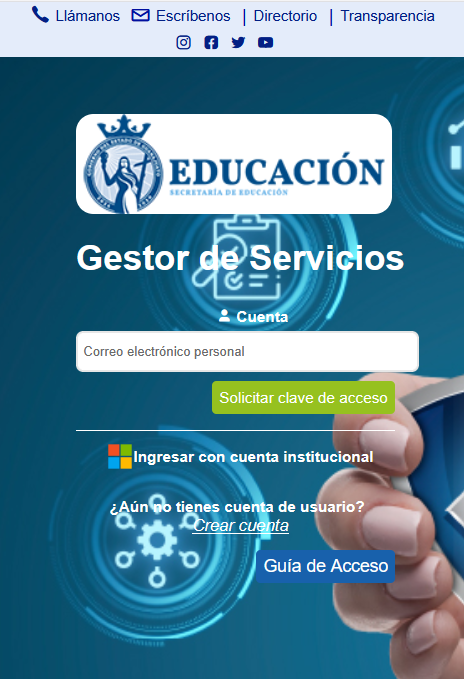 Llámanos Escríbenos | Directorio | Transparencia
EDUCACIÓN
SECRETARÍA DE EDUCACIÓN
Gestor de Servicios
Cuenta
Correo electrónico personal
Solicitar clave de acceso
Ingresar con cuenta institucional
¿Aún no tienes cuenta de usuario?
Crear cuenta
Guía de Acceso